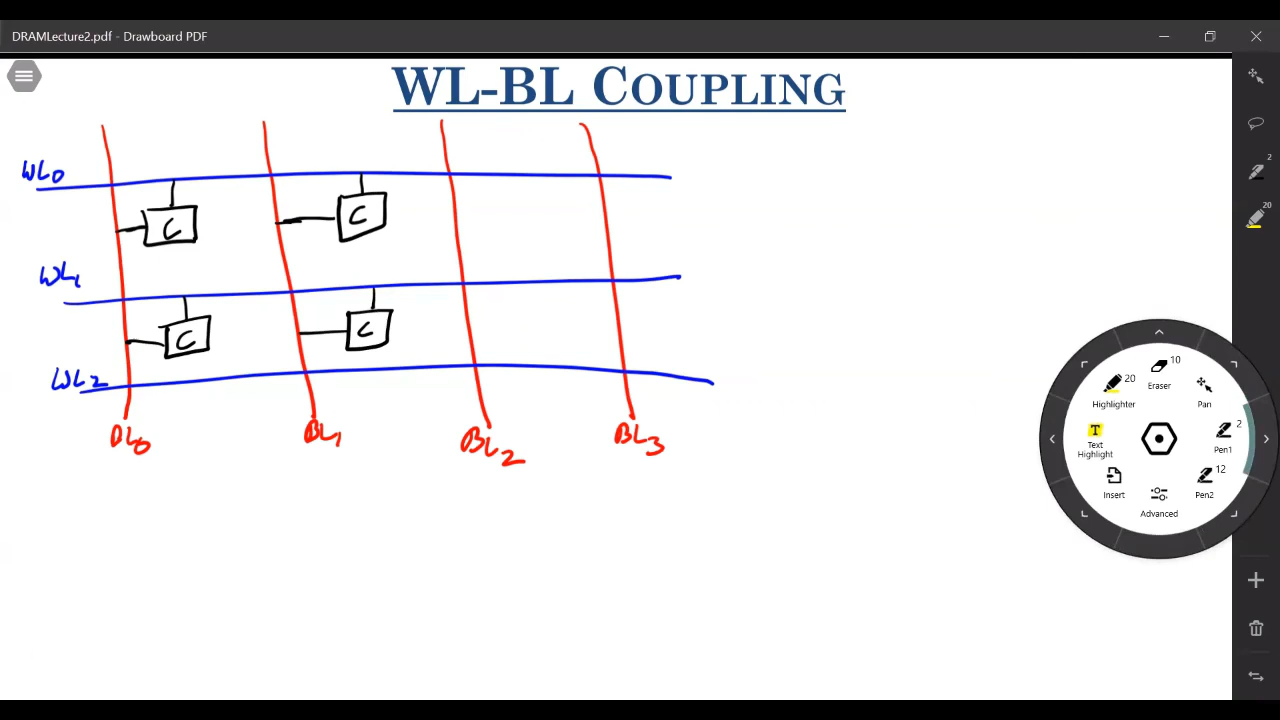 DRAMLecture2.pdf - Drawboard PDF
WL-BL COUPLING
WL0
C
C
WL1
C
C
WL2
BL0
BL1
BL2
BL3
2
20
10
Eraser
20
Highlighter
Pan
Text
Highlight
2
Pen1
Insert
12
Pen2
Advanced